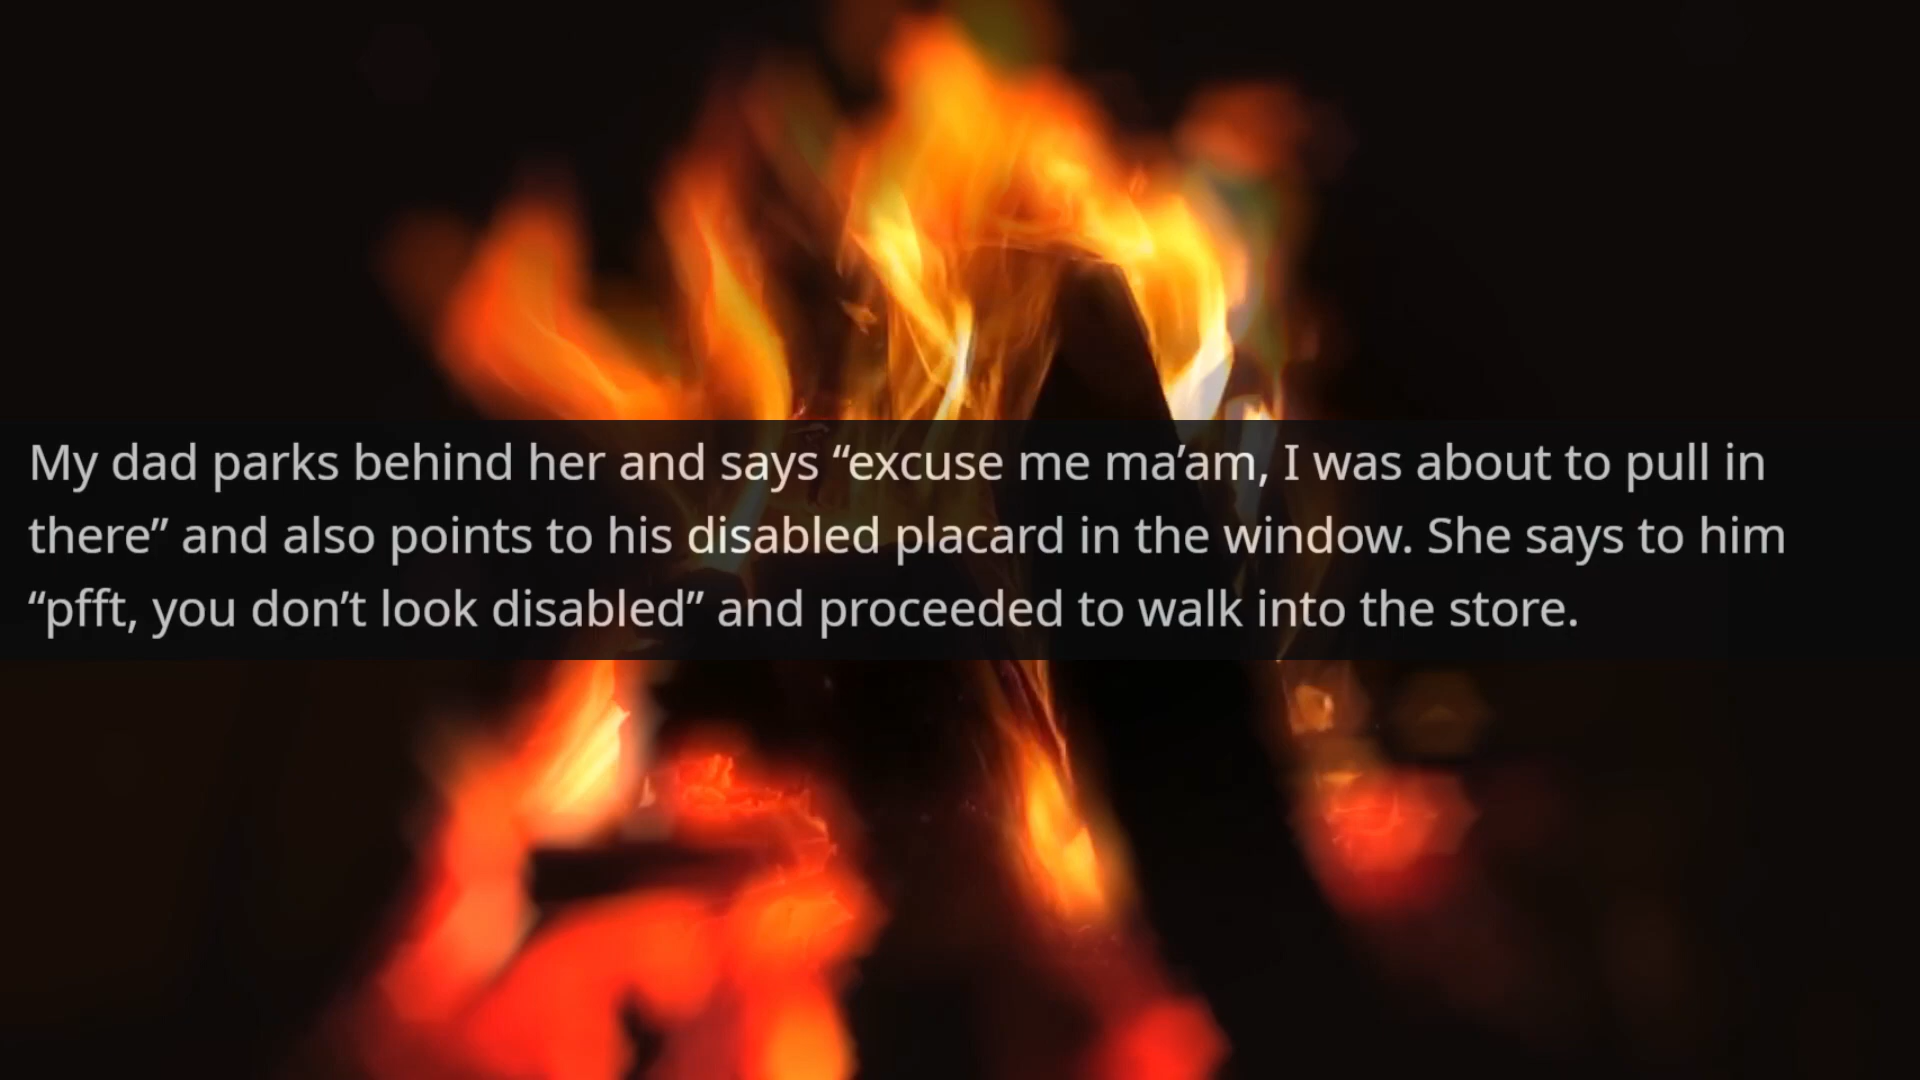 My dad parks behind her and says “excuse me ma’am, I was about to pull in
there” and also points to his disabled placard in the window. She says to him
“pfft, you don’t look disabled” and proceeded to walk into the store.